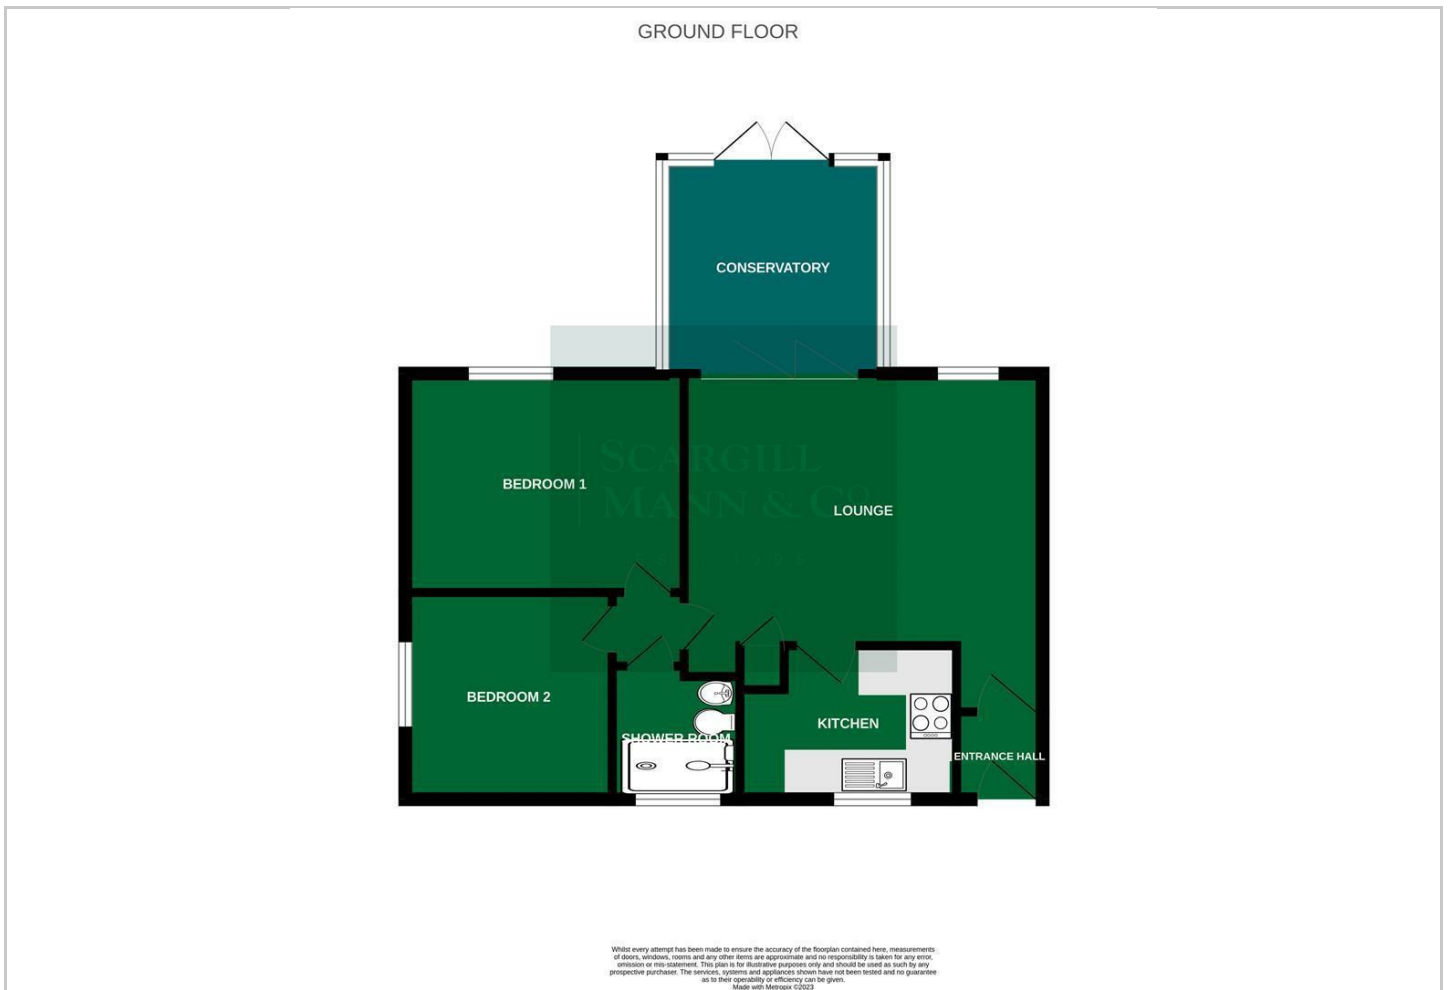 GROUND FLOOR
CONSERVATORY
SCARGILL
MANN & CO
EST. 1995
BEDROOM 1
LOUNGE
BEDROOM 2
KITCHEN
SHOWER ROOM
ENTRANCE HALL
Whilst every attempt has been made to ensure the accuracy of the floorplan contained here, measurements
of doors, windows, rooms and any other items are approximate and no responsibility is taken for any error,
omission or mis-statement. This plan is for illustrative purposes only and should be used as such by any
prospective purchaser. The services, systems and appliances shown have not been tested and no guarantee
as to their operability or efficiency can be given.
Made with Metropix ©2023